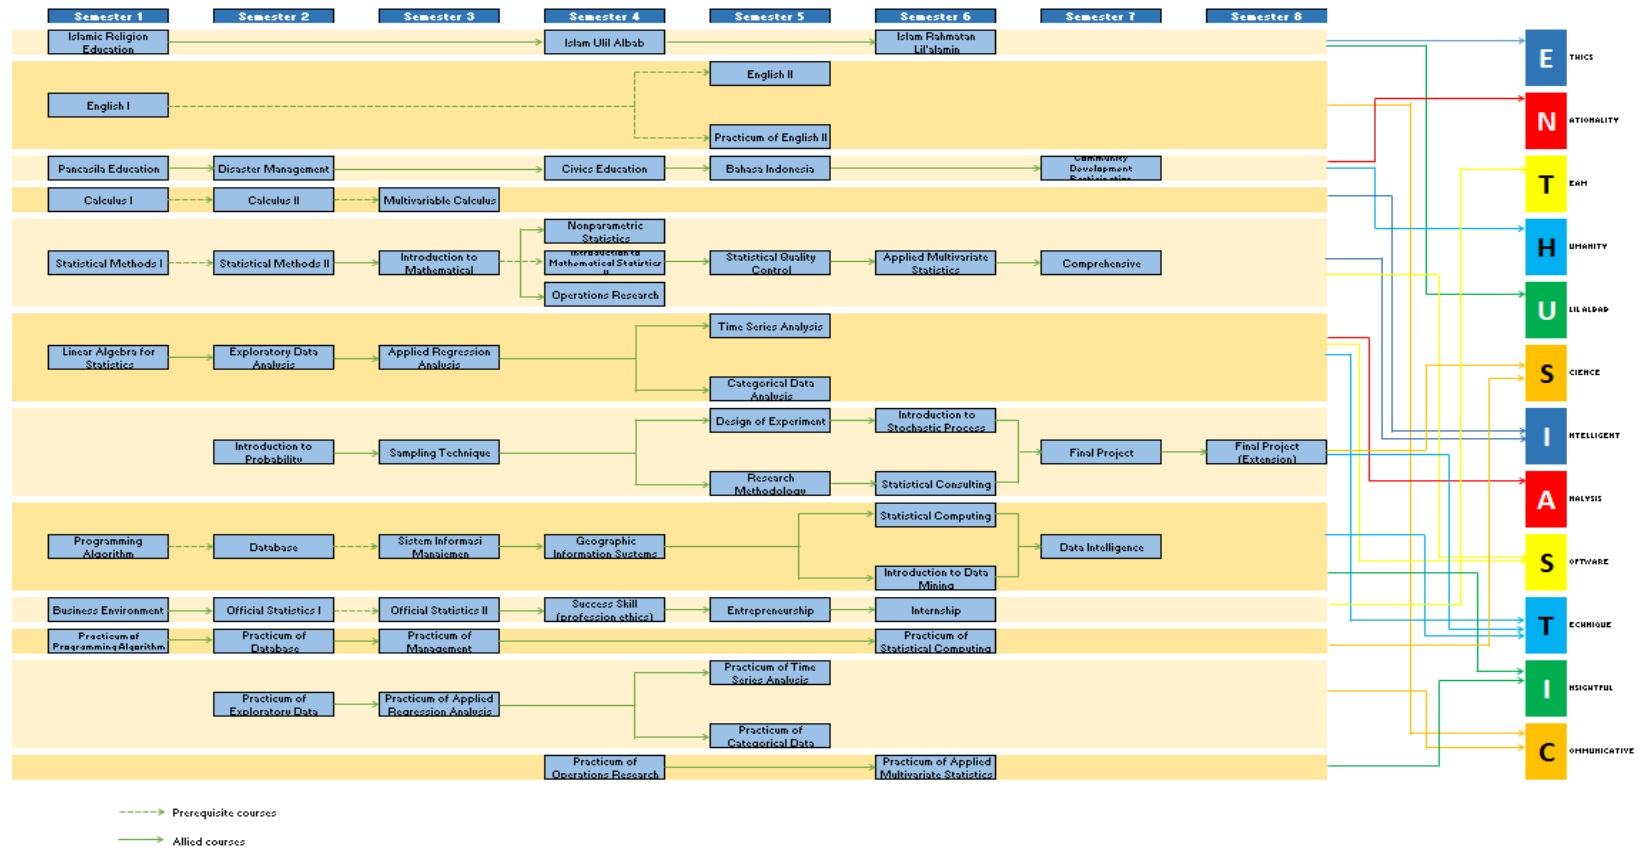 Semester 1
Semester 2
Semester 3
Semester 4
Semester 5
Semester 6
Semester 7
Semester 8
Islamic Religion
Education
Islam Ulil Albab
Islam Rahmatan
Lil'alamin
English I
English II
Practicum of English II
Pancasila Education
Disaster Management
Civics Education
Bahasa Indonesia
Community
Development
Participation
Calculus I
Calculus II
Multivariable Calculus
Statistical Methods I
Statistical Methods II
Introduction to
Mathematical
Nonparametric
Statistics
Introduction to
Mathematical Statistics
II
Operations Research
Statistical Quality
Control
Applied Multivariate
Statistics
Comprehensive
Linear Algebra for
Statistics
Exploratory Data
Analysis
Applied Regression
Analysis
Time Series Analysis
Categorical Data
Analysis
Introduction to
Probability
Sampling Technique
Design of Experiment
Research
Methodology
Introduction to
Stochastic Process
Statistical Consulting
Final Project
Final Project
(Extension)
Programming
Algorithm
Database
Sistem Informasi
Manajemen
Geographic
Information Systems
Statistical Computing
Introduction to Data
Mining
Data Intelligence
Business Environment
Official Statistics I
Official Statistics II
Success Skill
(profession ethics)
Entrepreneurship
Internship
Practicum of
Programming Algorithm
Practicum of
Database
Practicum of
Management
Practicum of
Statistical Computing
Practicum of
Exploratory Data
Practicum of Applied
Regression Analysis
Practicum of Time
Series Analysis
Practicum of
Categorical Data
Practicum of
Operations Research
Practicum of Applied
Multivariate Statistics
E THICS
N ATIONALITY
T EAM
H UMANITY
U LIL ALBAB
S CIENCE
I NTELLIGENT
A NALYSIS
S OFTWARE
T ECHNIQUE
I NSIGHTFUL
C OMMUNICATIVE
Prerequisite courses
Allied courses